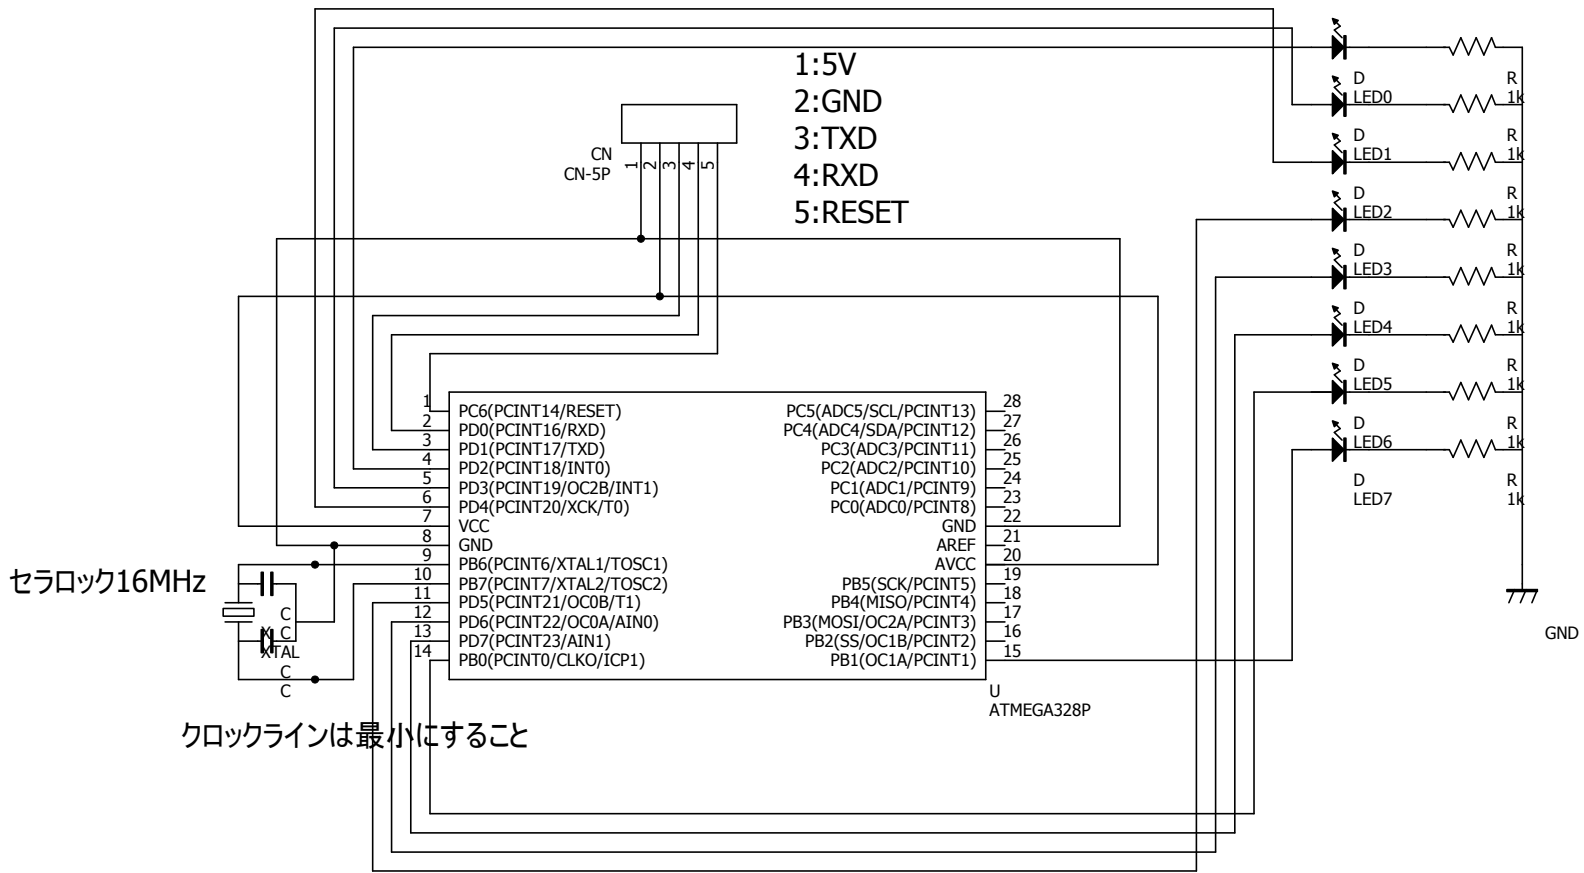 1:5V
2:GND
3:TXD
4:RXD
5:RESET
CN
CN-5P
1
2
3
4
5
D
LED0
R
1k
D
LED1
R
1k
D
LED2
R
1k
D
LED3
R
1k
D
LED4
R
1k
D
LED5
R
1k
D
LED6
R
1k
D
LED7
R
1k
GND
1 PC6(PCINT14/RESET)
2 PD0(PCINT16/RXD)
3 PD1(PCINT17/TXD)
4 PD2(PCINT18/INT0)
5 PD3(PCINT19/OC2B/INT1)
6 PD4(PCINT20/XCK/T0)
7 VCC
8 GND
9 PB6(PCINT6/XTAL1/TOSC1)
10 PB7(PCINT7/XTAL2/TOSC2)
11 PD5(PCINT21/OC0B/T1)
12 PD6(PCINT22/OC0A/AIN0)
13 PD7(PCINT23/AIN1)
14 PB0(PCINT0/CLKO/ICP1)
PC5(ADC5/SCL/PCINT13) 28
PC4(ADC4/SDA/PCINT12) 27
PC3(ADC3/PCINT11) 26
PC2(ADC2/PCINT10) 25
PC1(ADC1/PCINT9) 24
PC0(ADC0/PCINT8) 23
GND 22
AREF 21
AVCC 20
PB5(SCK/PCINT5) 19
PB4(MISO/PCINT4) 18
PB3(MOSI/OC2A/PCINT3) 17
PB2(SS/OC1B/PCINT2) 16
PB1(OC1A/PCINT1) 15
U
ATMEGA328P
セラロック16MHz
C
X C
XTAL
C
C
クロックラインは最小にすること